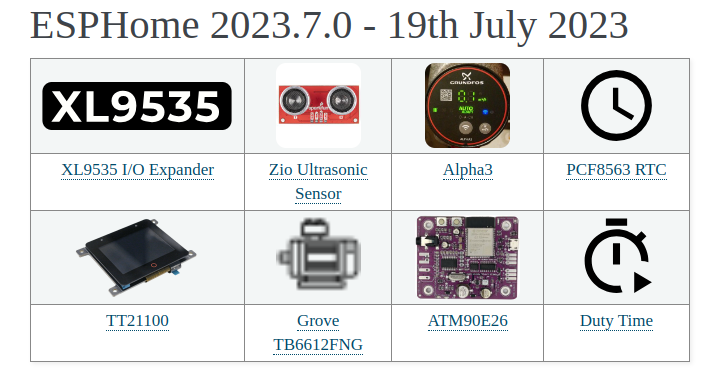 ESPHome 2023.7.0 - 19th July 2023
XL9535
GRUNDFOS
XL9535 I/O Expander
Zio Ultrasonic
Sensor
Alpha3
PCF8563 RTC
TT21100
Grove
TB6612FNG
ATM90E26
Duty Time